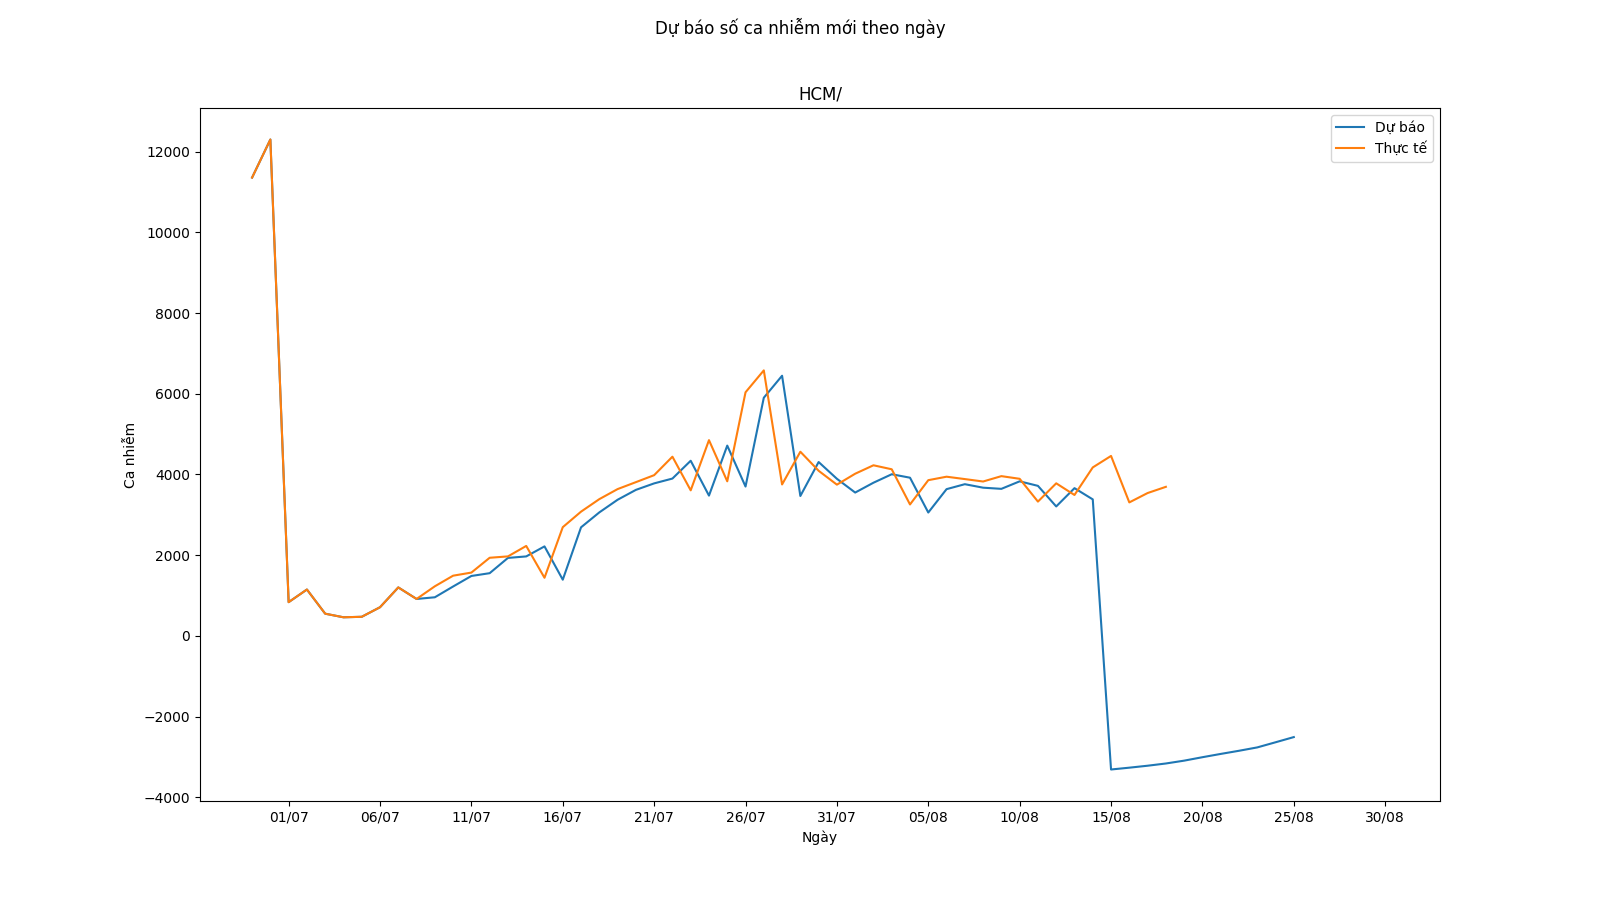 Dự báo số ca nhiễm mới theo ngày
HCM/
Dự báo
Thực tế
12000
10000
8000
6000
4000
2000
0
−2000
−4000
Ca nhiễm
01/07 06/07 11/07 16/07 21/07 26/07 31/07 05/08 10/08 15/08 20/08 25/08 30/08
Ngày